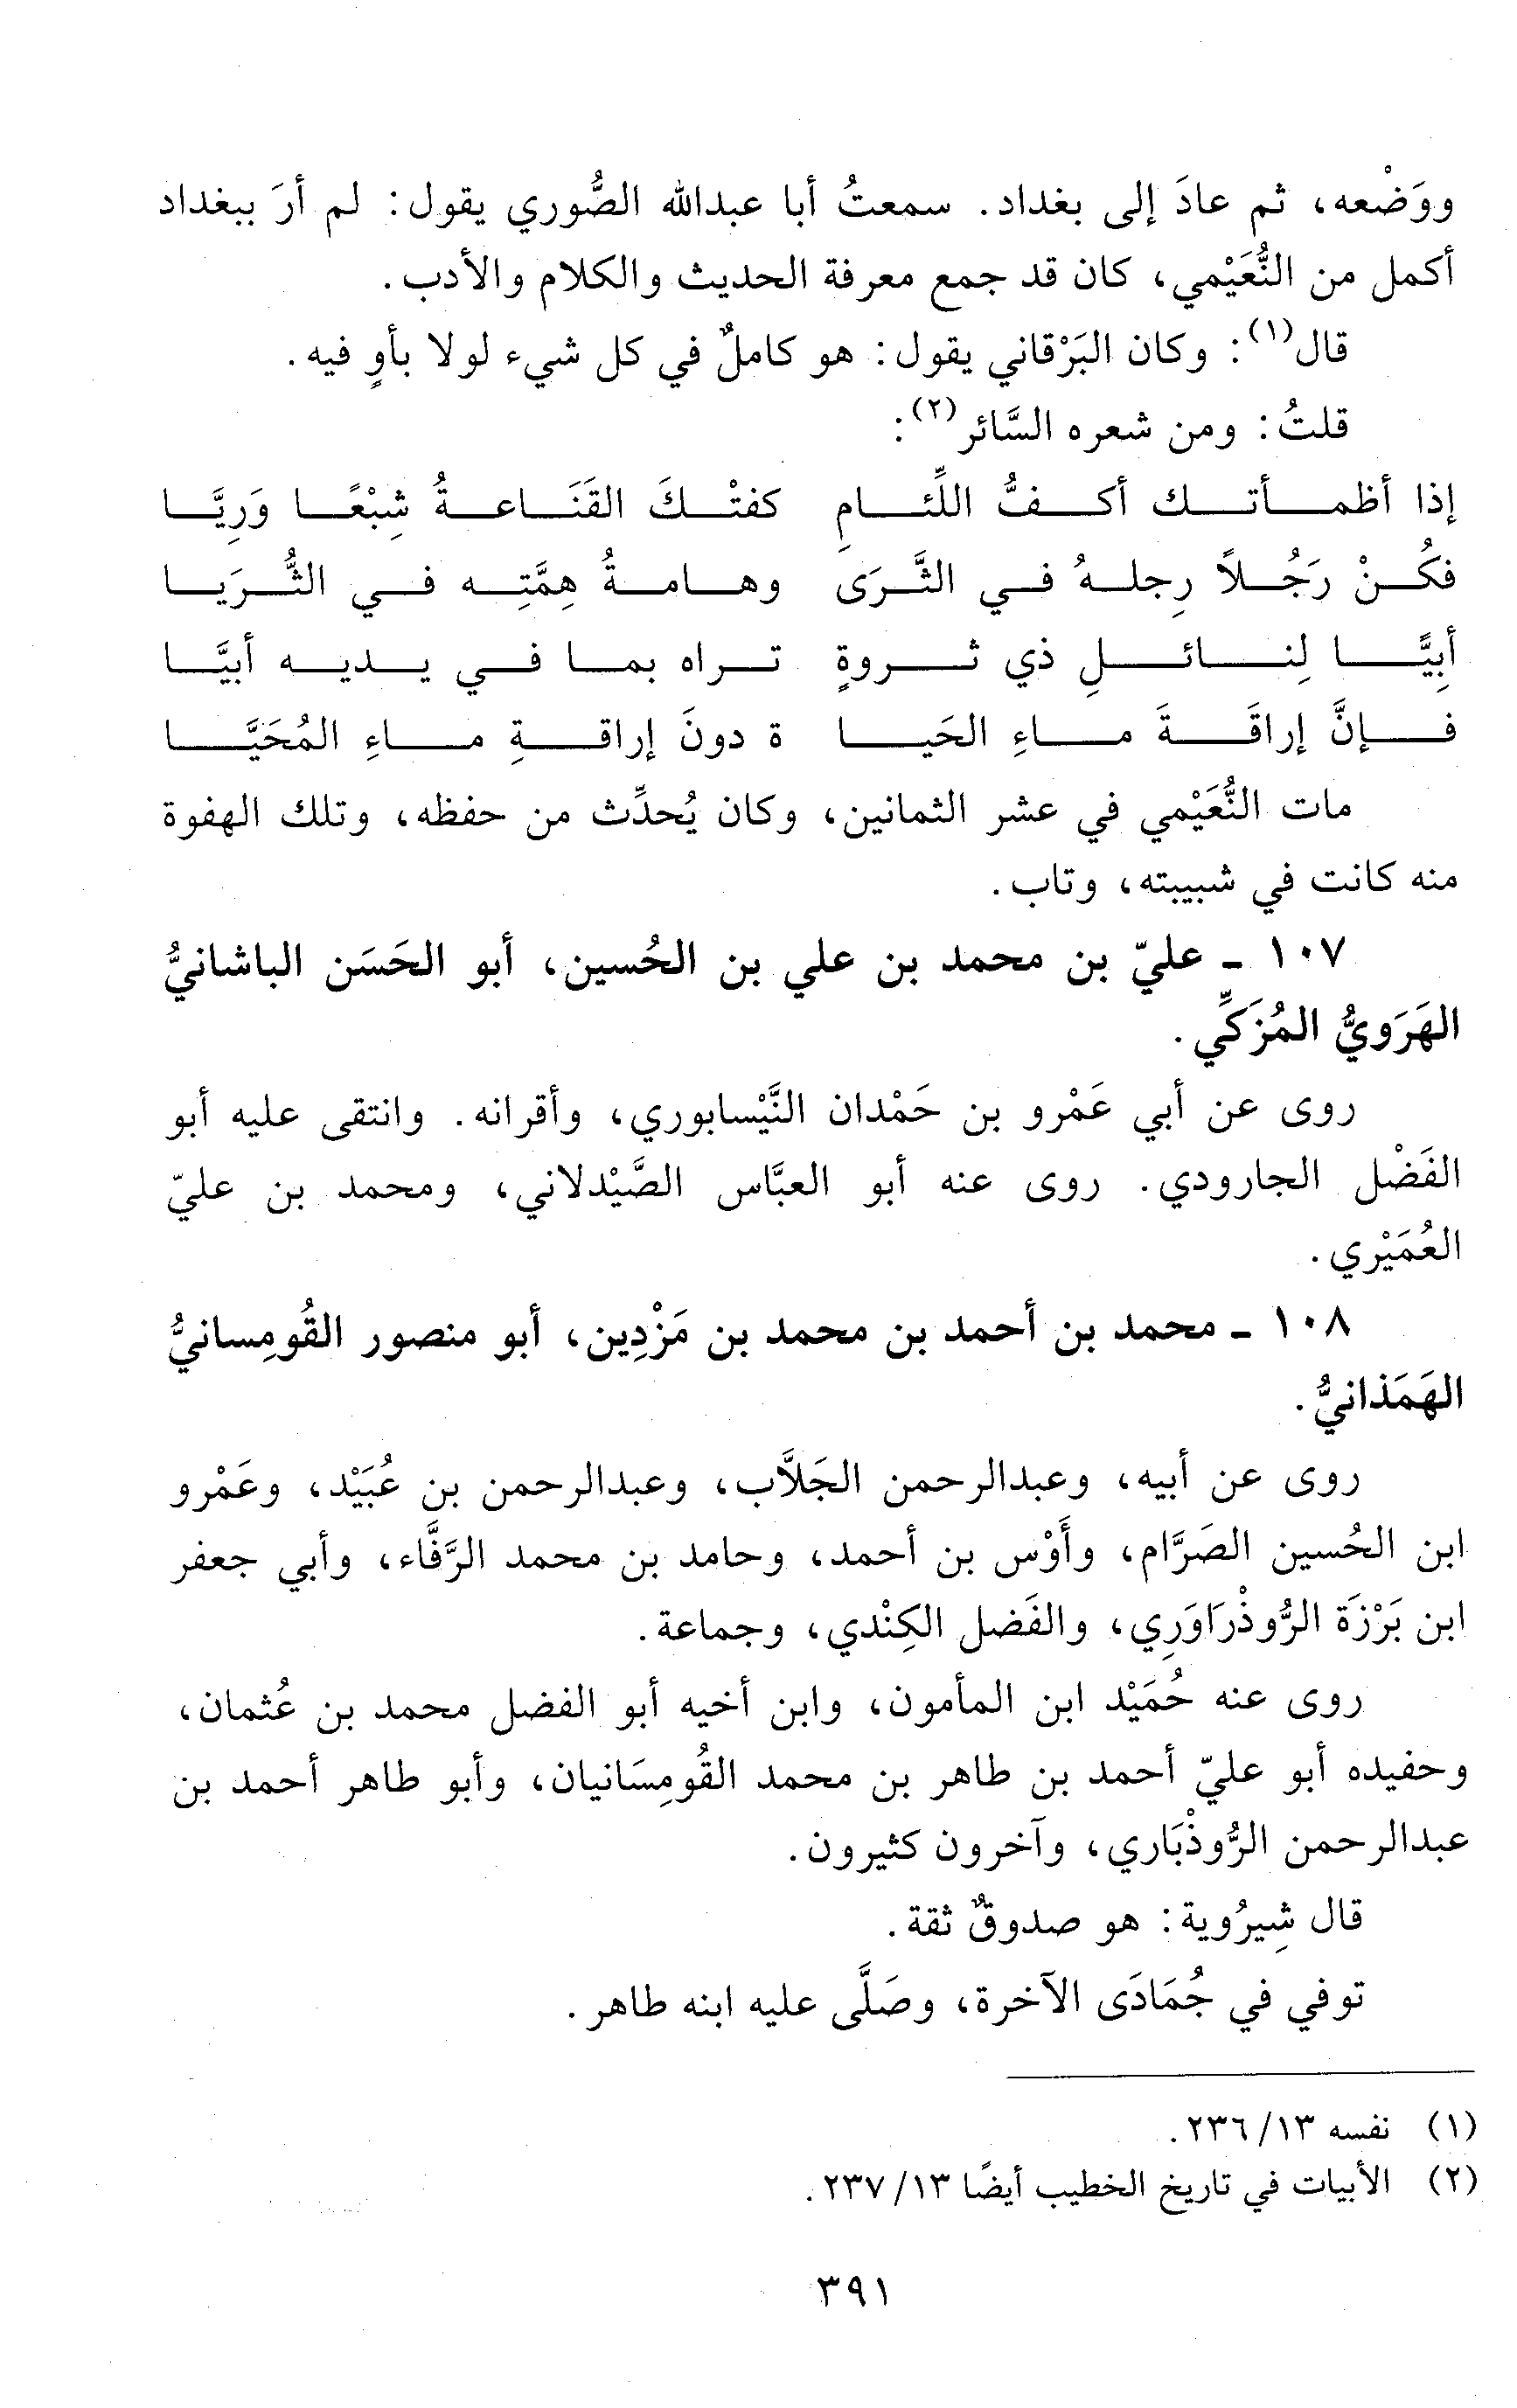 ووَضْعه، ثم عادَ إلى بغداد. سمعتُ أبا عبدالله الصُّوري يقول: لم أرَ ببغداد
أكمل من النُّعَيْمي، كان قد جمع معرفة الحديث والكلام والأدب.
قال(١): وكان البَرْقاني يقول: هو كاملٌ في كل شيء لولا بأوٍ فيه.
قلتُ: ومن شعره السَّائر(٢):
إذا أظمأتك أكفُّ اللِّئامِ كفتْكَ القَنَاعةُ شِبْعًا وَرِيَّا
فكُنْ رَجُلاً رِجلهُ في الثَّرَى وهامةُ هِمَّتِه في الثُّرَيا
أبِيًّا لِنائلِ ذي ثروةٍ تراه بما في يديه أبيَّا
فإنَّ إراقَةَ ماءِ الحَيا ة دونَ إراقةِ ماءِ المُحَيَّا
مات النُّعَيْمي في عشر الثمانين، وكان يُحدِّث من حفظه، وتلك الهفوة
منه كانت في شبيبته، وتاب.
١٠٧ - عليّ بن محمد بن علي بن الحُسين، أبو الحَسَن الباشانيُّ
الهَرَويُّ المُزَكِّي.
روى عن أبي عَمْرو بن حَمْدان النَّيْسابوري، وأقرانه. وانتقى عليه أبو
الفَضْل الجارودي. روى عنه أبو العبَّاس الصَّيْدلاني، ومحمد بن عليّ
العُمَيْري.
١٠٨ - محمد بن أحمد بن محمد بن مَزْدِين، أبو منصور القُومِسانيُّ
الهَمَذانيُّ.
روى عن أبيه، وعبدالرحمن الجَلاَّب، وعبدالرحمن بن عُبَيْد، وعَمْرو
ابن الحُسين الصَرَّام، وأَوْس بن أحمد، وحامد بن محمد الرَّفَّاء، وأبي جعفر
ابن بَرْزَة الرُّوذْرَاوَرِي، والفَضل الكِنْدي، وجماعة.
روى عنه حُمَيْد ابن المأمون، وابن أخيه أبو الفضل محمد بن عُثمان،
وحفيده أبو عليّ أحمد بن طاهر بن محمد القُومِسَانيان، وأبو طاهر أحمد بن
عبدالرحمن الرُّوذْبَاري، وآخرون كثيرون.
قال شِيرُوية: هو صدوقٌ ثقة.
توفي في جُمَادَى الآخرة، وصَلَّى عليه ابنه طاهر.
(١) نفسه ١٣/ ٢٣٦.
(٢) الأبيات في تاريخ الخطيب أيضًا ١٣/ ٢٣٧.
٣٩١